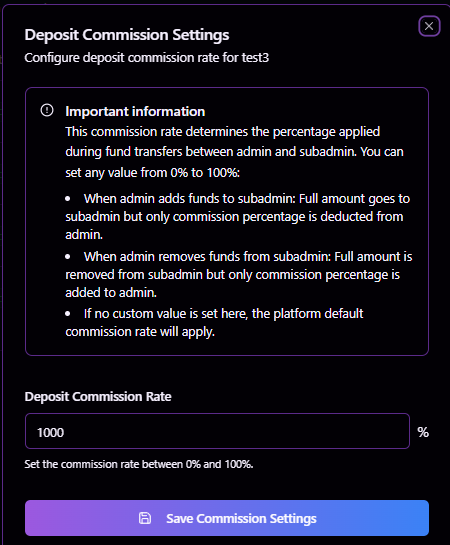 Deposit Commission Settings
Configure deposit commission rate for test3
Important information
This commission rate determines the percentage applied
during fund transfers between admin and subadmin. You can
set any value from 0% to 100%:
• When admin adds funds to subadmin: Full amount goes to
subadmin but only commission percentage is deducted from
admin.
• When admin removes funds from subadmin: Full amount is
removed from subadmin but only commission percentage is
added to admin.
• If no custom value is set here, the platform default
commission rate will apply.
Deposit Commission Rate
1000 %
Set the commission rate between 0% and 100%.
Save Commission Settings